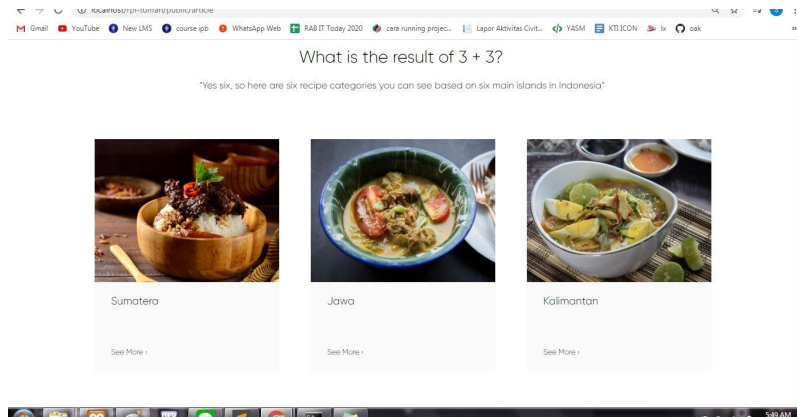 localhost/rpl-tumari/public/article
Gmail YouTube New LMS course ipb WhatsApp Web RAB IT Today 2020 cara running projec... Lapor Aktivitas Civit... YASM KTI ICON lx oak »
What is the result of 3 + 3?
"Yes six, so here are six recipe categories you can see based on six main islands in Indonesia"
Sumatera Jawa Kalimantan
See More › See More › See More ›
5:49 AM